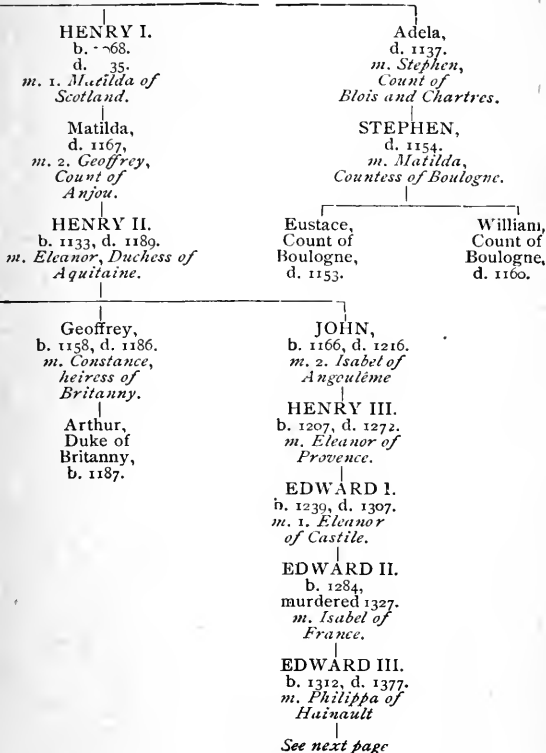 HENRY I.
b.
d. 35.
m. 1. Matilda of
Scotland.
Matilda,
d. 1167,
m. 2. Geoffrey,
Count of
Anjou.
HENRY II.
b. 1133, d. 1189.
m. Eleanor, Duchess of
Aquitaine.
Geoffrey,
b. 1158, d. 1186.
m. Constance,
heiress of
Britanny.
Arthur,
Duke of
Britanny,
b. 1187.
Adela,
d. 1137.
m. Stephen,
Count of
Blois and Chartres.
STEPHEN,
d. 1154.
m. Matilda,
Countess of Boulogne.
Eustace,
Count of
Boulogne,
d. 1153.
William,
Count of
Boulogne,
d. 1160.
JOHN,
b. 1166, d. 1216.
m. 2. Isabel of
Angoulême
HENRY III.
b. 1207, d. 1272.
m. Eleanor of
Provence.
EDWARD I.
b. 1239, d. 1307.
m. 1. Eleanor
of Castile.
EDWARD II.
b. 1284,
murdered 1327.
m. Isabel of
France.
EDWARD III.
b. 1312, d. 1377.
m. Philippa of
Hainault
See next page